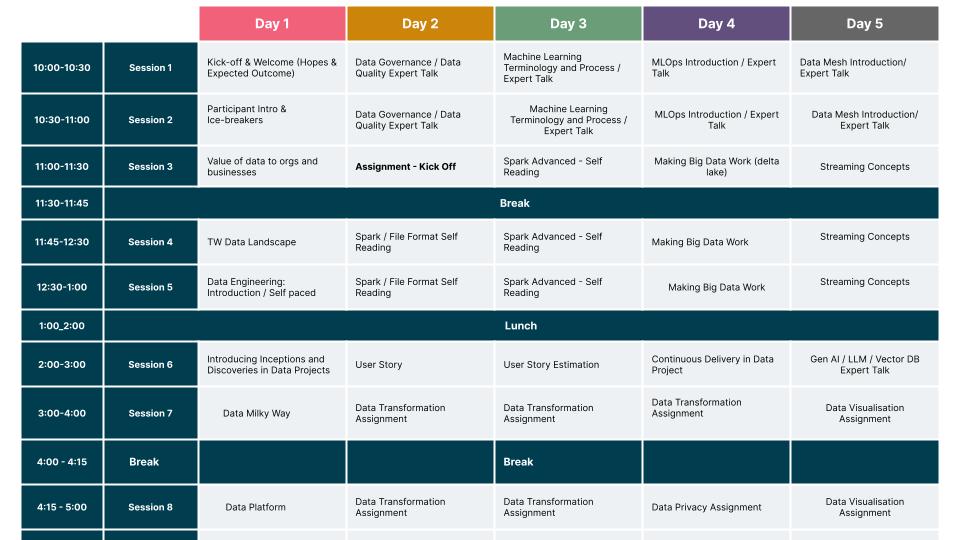 Day 1
Day 2
Day 3
Day 4
Day 5
10:00-10:30
Session 1
Kick-off & Welcome (Hopes &
Expected Outcome)
Data Governance / Data
Quality Expert Talk
Machine Learning
Terminology and Process /
Expert Talk
MLOps Introduction / Expert
Talk
Data Mesh Introduction/
Expert Talk
10:30-11:00
Session 2
Participant Intro &
Ice-breakers
Data Governance / Data
Quality Expert Talk
Machine Learning
Terminology and Process /
Expert Talk
MLOps Introduction / Expert
Talk
Data Mesh Introduction/
Expert Talk
11:00-11:30
Session 3
Value of data to orgs and
businesses
Assignment - Kick Off
Spark Advanced - Self
Reading
Making Big Data Work (delta
lake)
Streaming Concepts
11:30-11:45
Break
11:45-12:30
Session 4
TW Data Landscape
Spark / File Format Self
Reading
Spark Advanced - Self
Reading
Making Big Data Work
Streaming Concepts
12:30-1:00
Session 5
Data Engineering:
Introduction / Self paced
Spark / File Format Self
Reading
Spark Advanced - Self
Reading
Making Big Data Work
Streaming Concepts
1:00_2:00
Lunch
2:00-3:00
Session 6
Introducing Inceptions and
Discoveries in Data Projects
User Story
User Story Estimation
Continuous Delivery in Data
Project
Gen AI / LLM / Vector DB
Expert Talk
3:00-4:00
Session 7
Data Milky Way
Data Transformation
Assignment
Data Transformation
Assignment
Data Transformation
Assignment
Data Visualisation
Assignment
4:00 - 4:15
Break
Break
4:15 - 5:00
Session 8
Data Platform
Data Transformation
Assignment
Data Transformation
Assignment
Data Privacy Assignment
Data Visualisation
Assignment